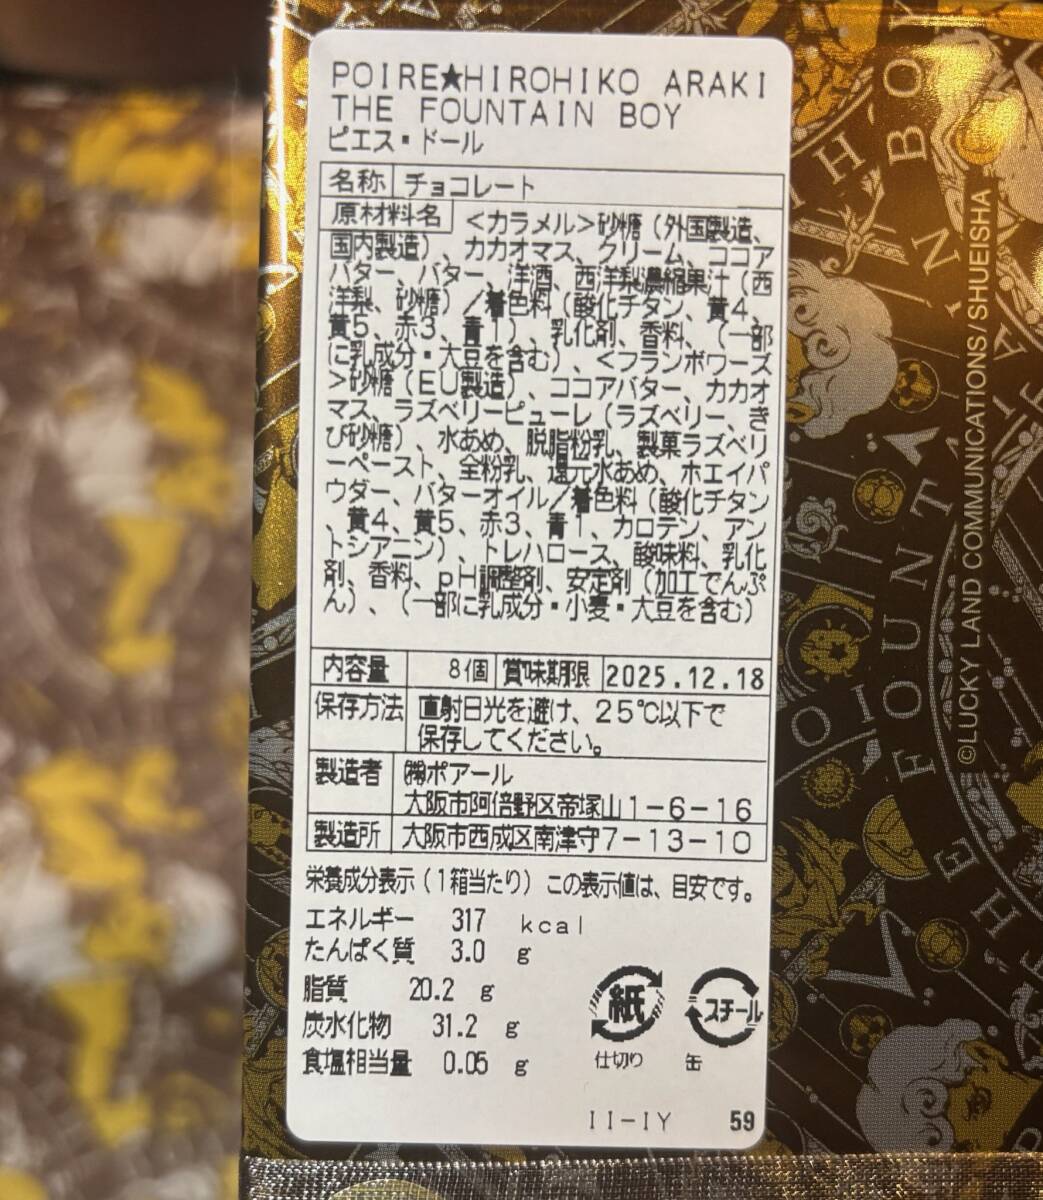 POIRE★HIROHIKO ARAKI
THE FOUNTAIN BOY
ピエス・ドール
名称 チョコレート
原材料名 <カラメル>砂糖(外国製造、
国内製造)、カカオマス、クリーム、ココア
バター、バター、洋酒、西洋梨濃縮果汁(西
洋梨、砂糖)/着色料(酸化チタン、黄4、
黄5、赤3、青1)、乳化剤、香料、(一部
に乳成分・大豆を含む)、<フランボワーズ
>砂糖(EU製造)、ココアバター、カカオ
マス、ラズベリーピューレ(ラズベリー、き
び砂糖)、水あめ、脱脂粉乳、製菓ラズベリ
ーペースト、全粉乳、還元水あめ、ホエイパ
ウダー、バターオイル/着色料(酸化チタン
、黄4、黄5、赤3、青1、カロテン、アン
トシアニン)、トレハロース、酸味料、乳化
剤、香料、pH調整剤、安定剤(加工でんぷ
ん)、(一部に乳成分・小麦・大豆を含む)
内容量 8個 賞味期限 2025.12.18
保存方法 直射日光を避け、25℃以下で
保存してください。
製造者 ㈱ポアール
大阪市阿倍野区帝塚山1-6-16
製造所 大阪市西成区南津守7-13-10
栄養成分表示(1箱当たり) この表示値は、目安です。
エネルギー 317 kcal
たんぱく質 3.0 g
脂質 20.2 g
炭水化物 31.2 g
食塩相当量 0.05 g
紙 スチール
仕切り 缶
II-IY 59
©LUCKY LAND COMMUNICATIONS/SHUEISHA